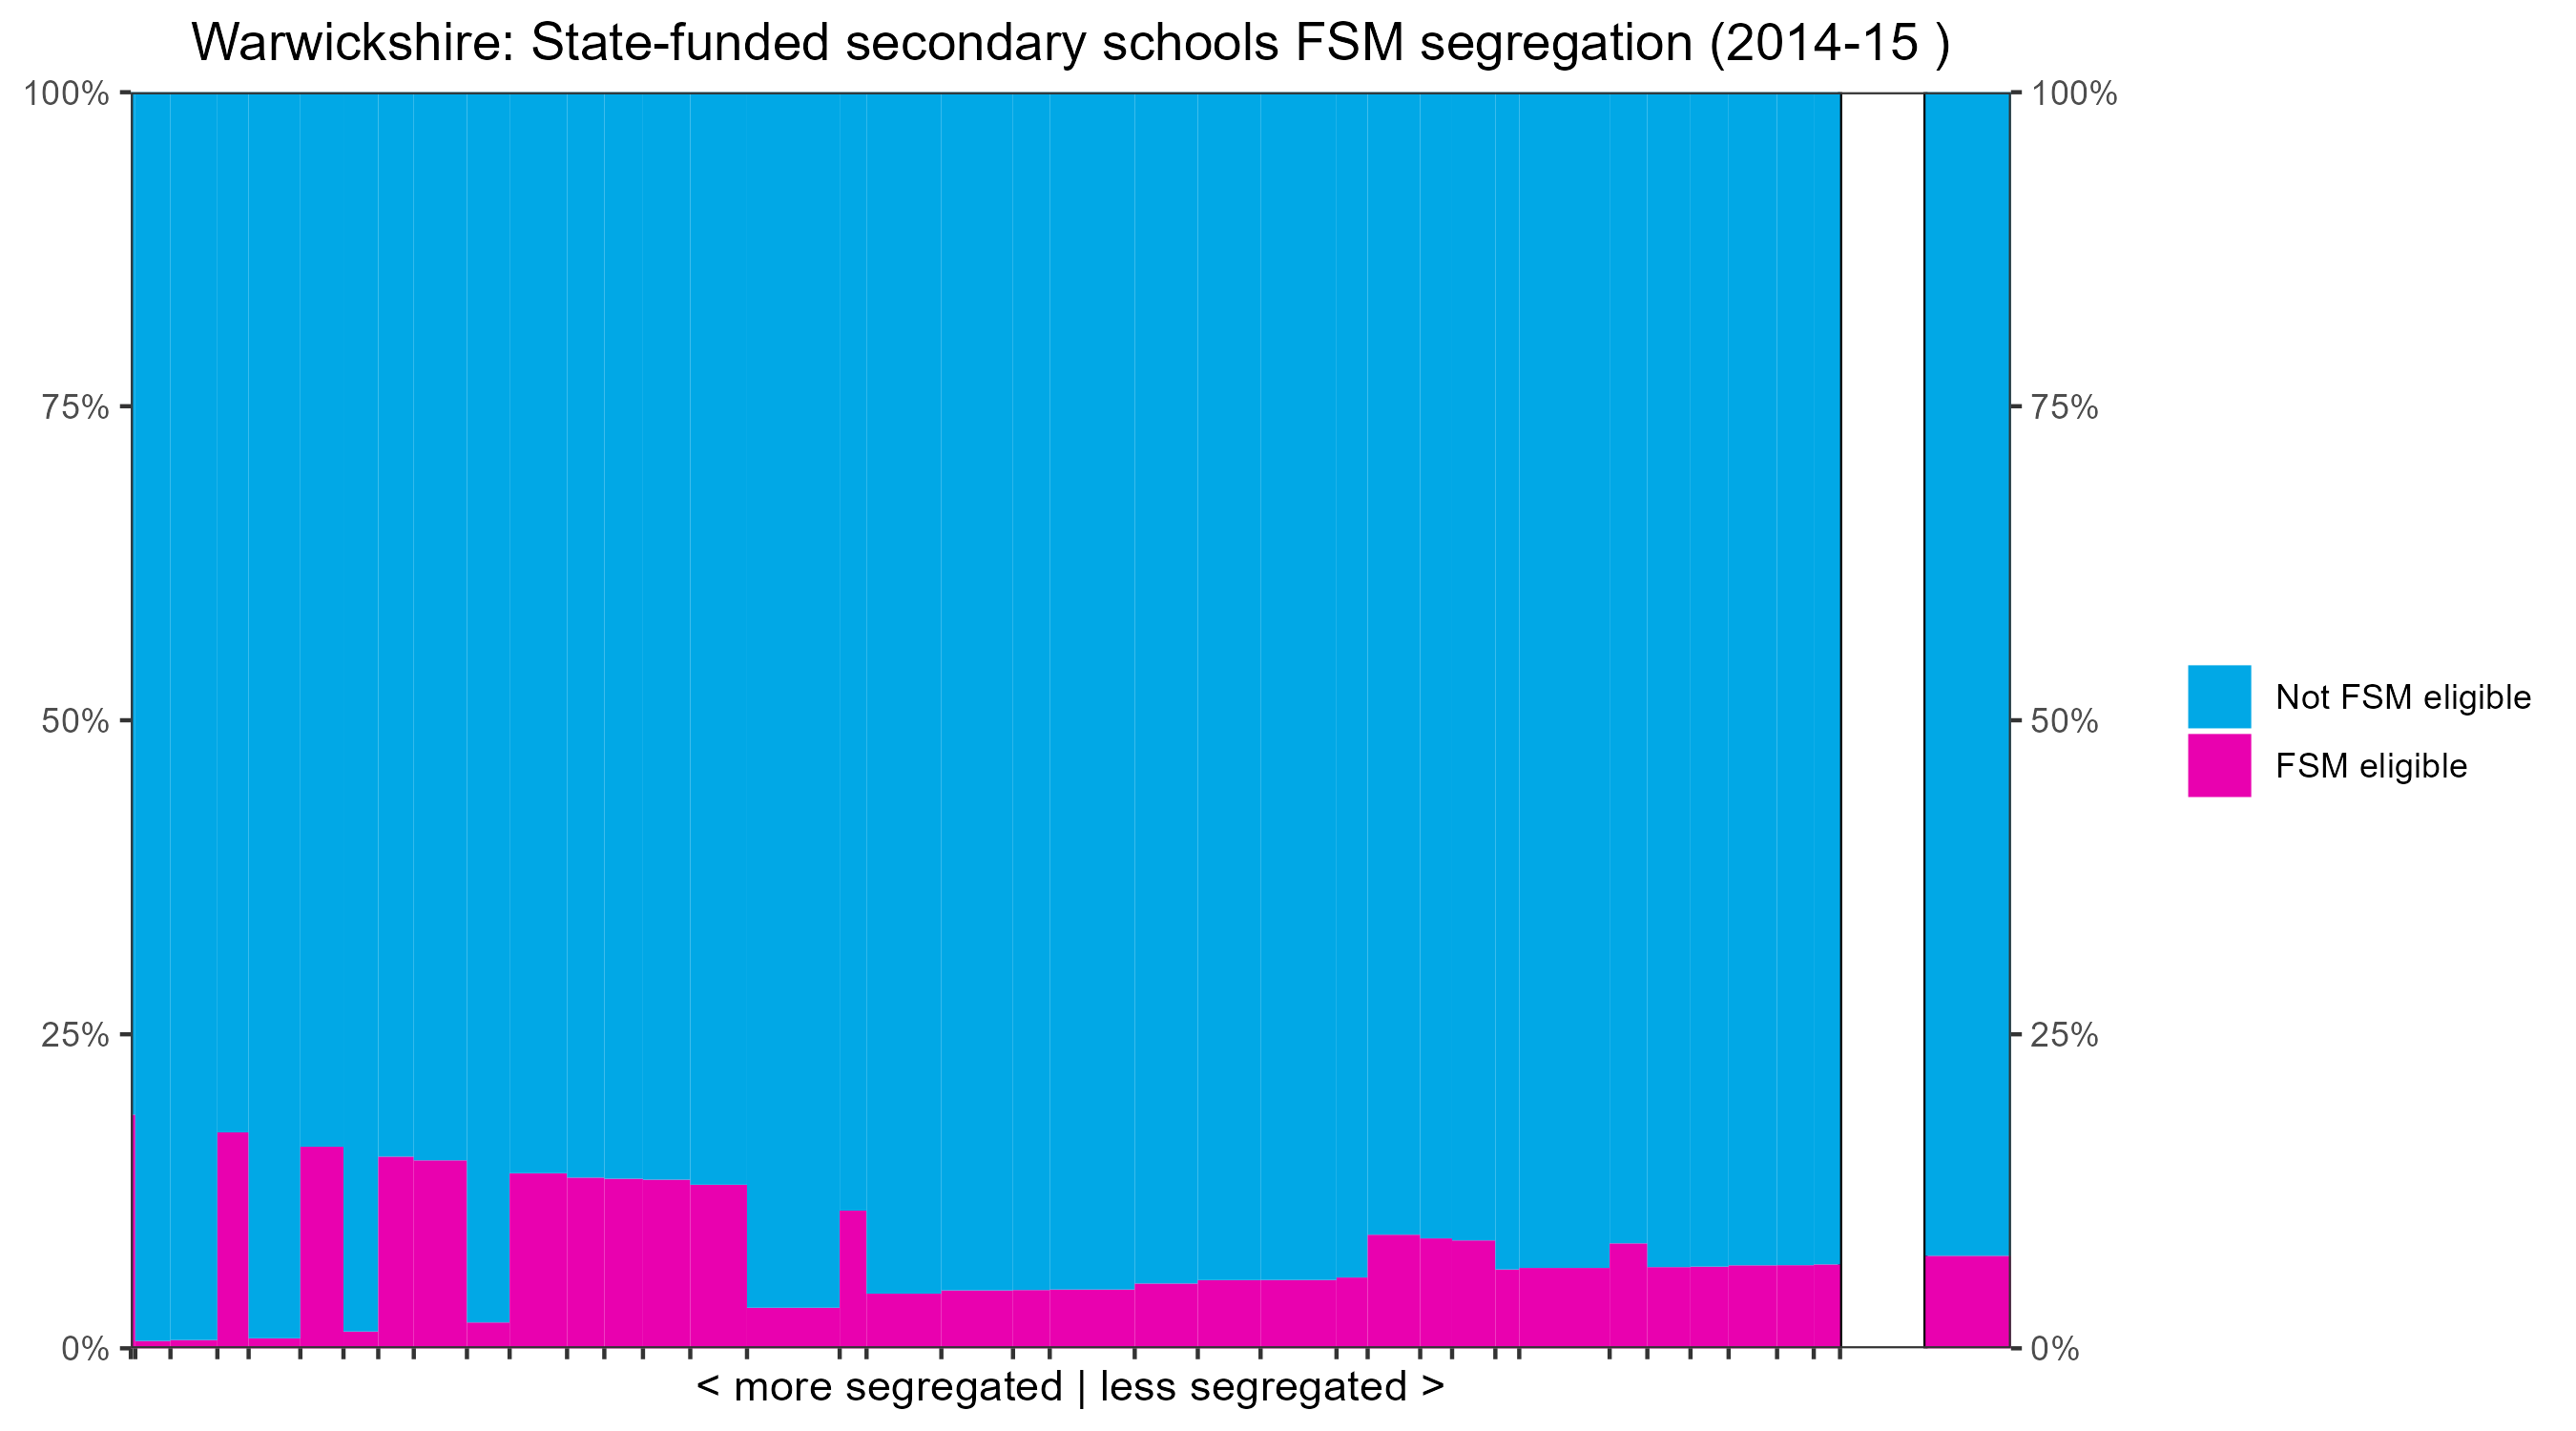 Warwickshire: State-funded secondary schools FSM segregation (2014-15 )
100%
75%
50%
25%
0%
100%
75%
50%
25%
0%
Not FSM eligible
FSM eligible
< more segregated | less segregated >